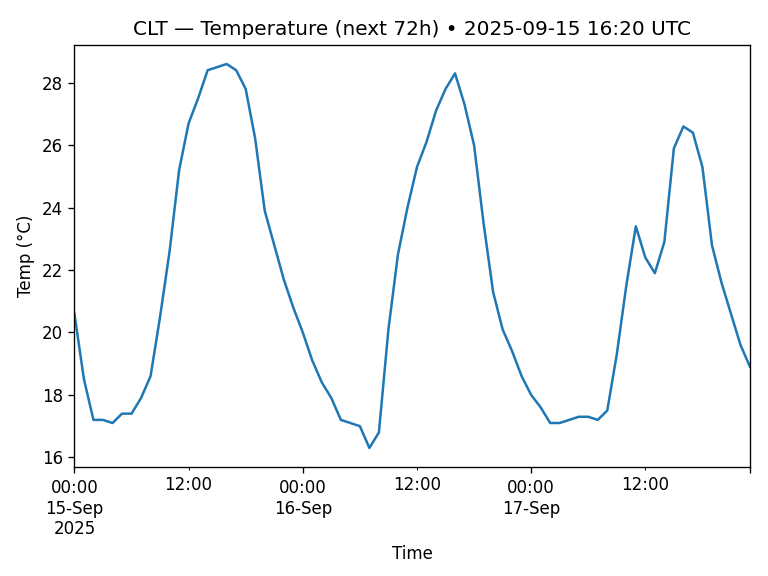 CLT — Temperature (next 72h) • 2025-09-15 16:20 UTC
Temp (°C)
28
26
24
22
20
18
16
00:00 12:00 00:00 12:00 00:00 12:00
15-Sep 16-Sep 17-Sep
2025
Time